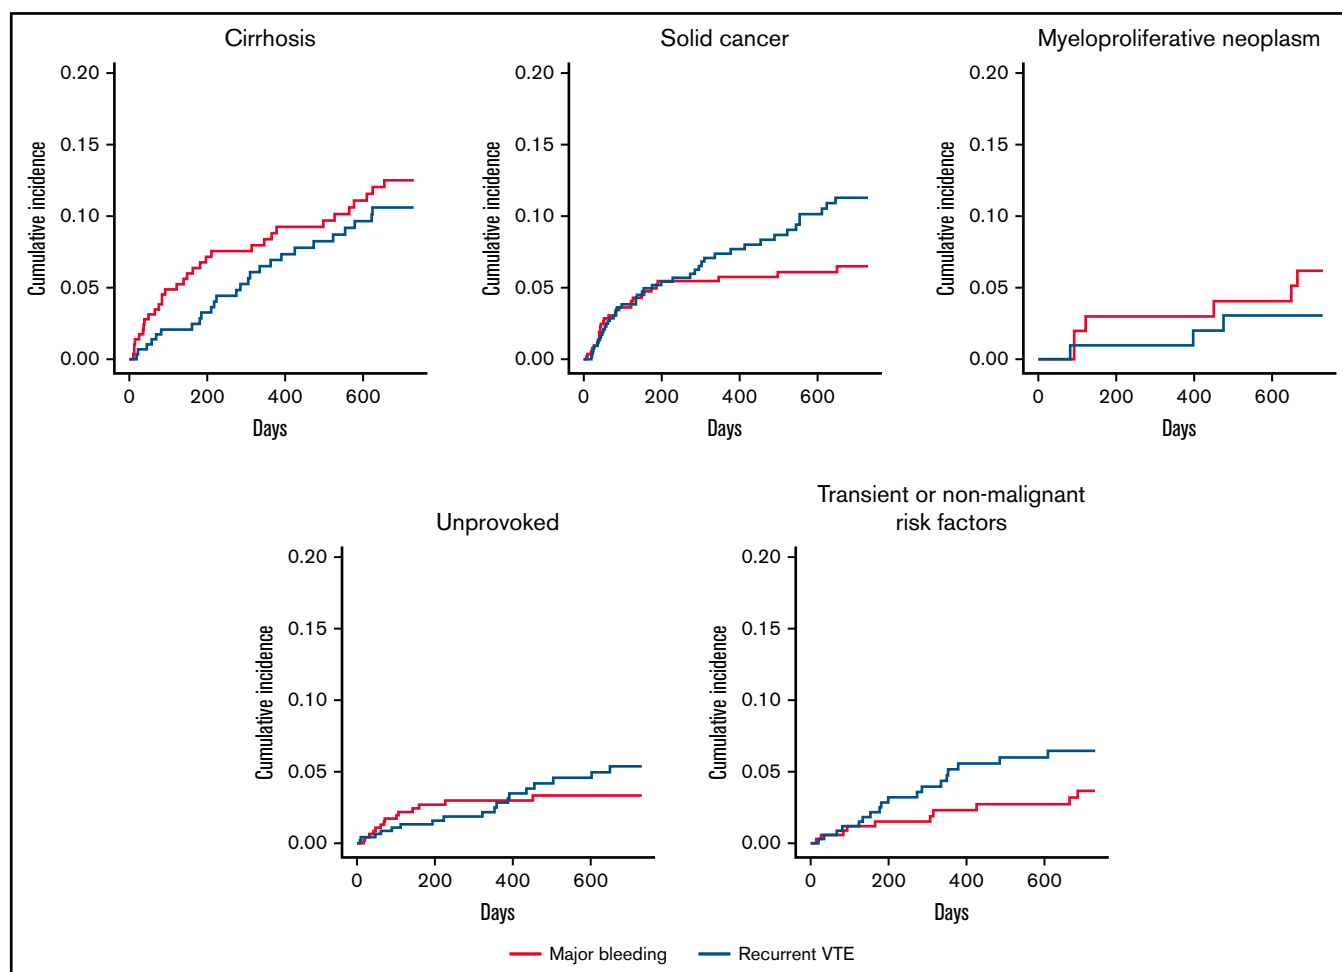 Cirrhosis
0.20
0.15
0.10
0.05
0.00
Cumulative incidence
0 200 400 600
Days
Solid cancer
0.20
0.15
0.10
0.05
0.00
Cumulative incidence
0 200 400 600
Days
Myeloproliferative neoplasm
0.20
0.15
0.10
0.05
0.00
Cumulative incidence
0 200 400 600
Days
Unprovoked
0.20
0.15
0.10
0.05
0.00
Cumulative incidence
0 200 400 600
Days
Transient or non-malignant
risk factors
0.20
0.15
0.10
0.05
0.00
Cumulative incidence
0 200 400 600
Days
Major bleeding Recurrent VTE